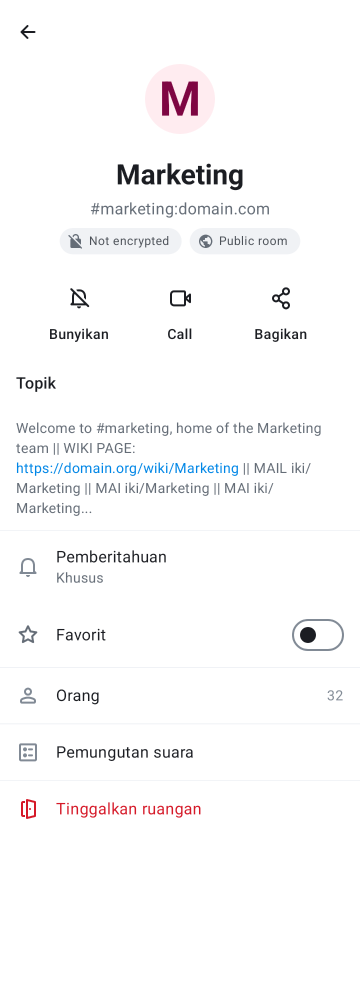 M
Marketing
#marketing:domain.com
Not encrypted
Public room
Bunyikan
Call
Bagikan
Topik
Welcome to #marketing, home of the Marketing
team || WIKI PAGE:
https://domain.org/wiki/Marketing || MAIL iki/
Marketing || MAI iki/Marketing || MAI iki/
Marketing...
Pemberitahuan
Khusus
Favorit
Orang
32
Pemungutan suara
Tinggalkan ruangan